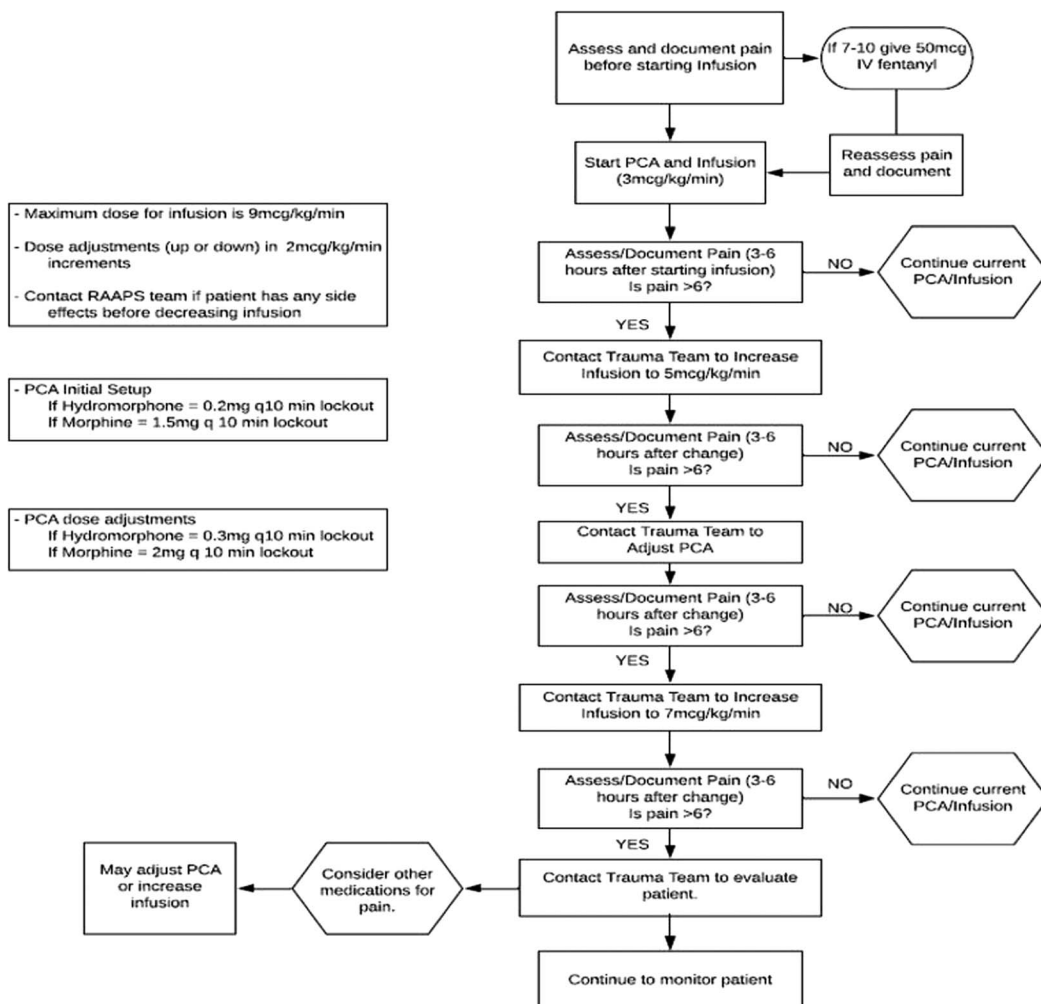 Assess and document pain
before starting Infusion
If 7-10 give 50mcg
IV fentanyl
Start PCA and Infusion
(3mcg/kg/min)
Reassess pain
and document
- Maximum dose for infusion is 9mcg/kg/min
- Dose adjustments (up or down) in 2mcg/kg/min
increments
- Contact RAAPS team if patient has any side
effects before decreasing infusion
Assess/Document Pain (3-6
hours after starting infusion)
Is pain >6?
NO
Continue current
PCA/Infusion
YES
Contact Trauma Team to Increase
Infusion to 5mcg/kg/min
- PCA Initial Setup
If Hydromorphone = 0.2mg q10 min lockout
If Morphine = 1.5mg q 10 min lockout
Assess/Document Pain (3-6
hours after change)
Is pain >6?
NO
Continue current
PCA/Infusion
YES
- PCA dose adjustments
If Hydromorphone = 0.3mg q10 min lockout
If Morphine = 2mg q 10 min lockout
Contact Trauma Team to
Adjust PCA
Assess/Document Pain (3-6
hours after change)
Is pain >6?
NO
Continue current
PCA/Infusion
YES
Contact Trauma Team to Increase
Infusion to 7mcg/kg/min
Assess/Document Pain (3-6
hours after change)
Is pain >6?
NO
Continue current
PCA/Infusion
YES
Contact Trauma Team to evaluate
patient.
Consider other
medications for
pain.
May adjust PCA
or increase
infusion
Continue to monitor patient